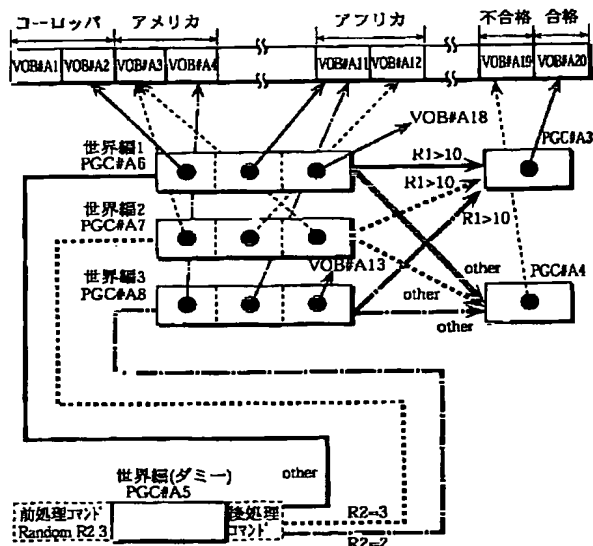 ヨーロッパ アメリカ アフリカ 不合格 合格
VOB#A1 VOB#A2 VOB#A3 VOB#A4 VOB#A11 VOB#A12 VOB#A19 VOB#A20
VOB#A18
世界編1
PGC#A6
R1>10
PGC#A3
R1>10
世界編2
PGC#A7
R1>10
VOB#A13
other
PGC#A4
世界編3
PGC#A8
other
other
世界編(ダミー)
PGC#A5
other
前処理コマンド
Random R2 3
後処理
コマンド
R2=3
R2=2